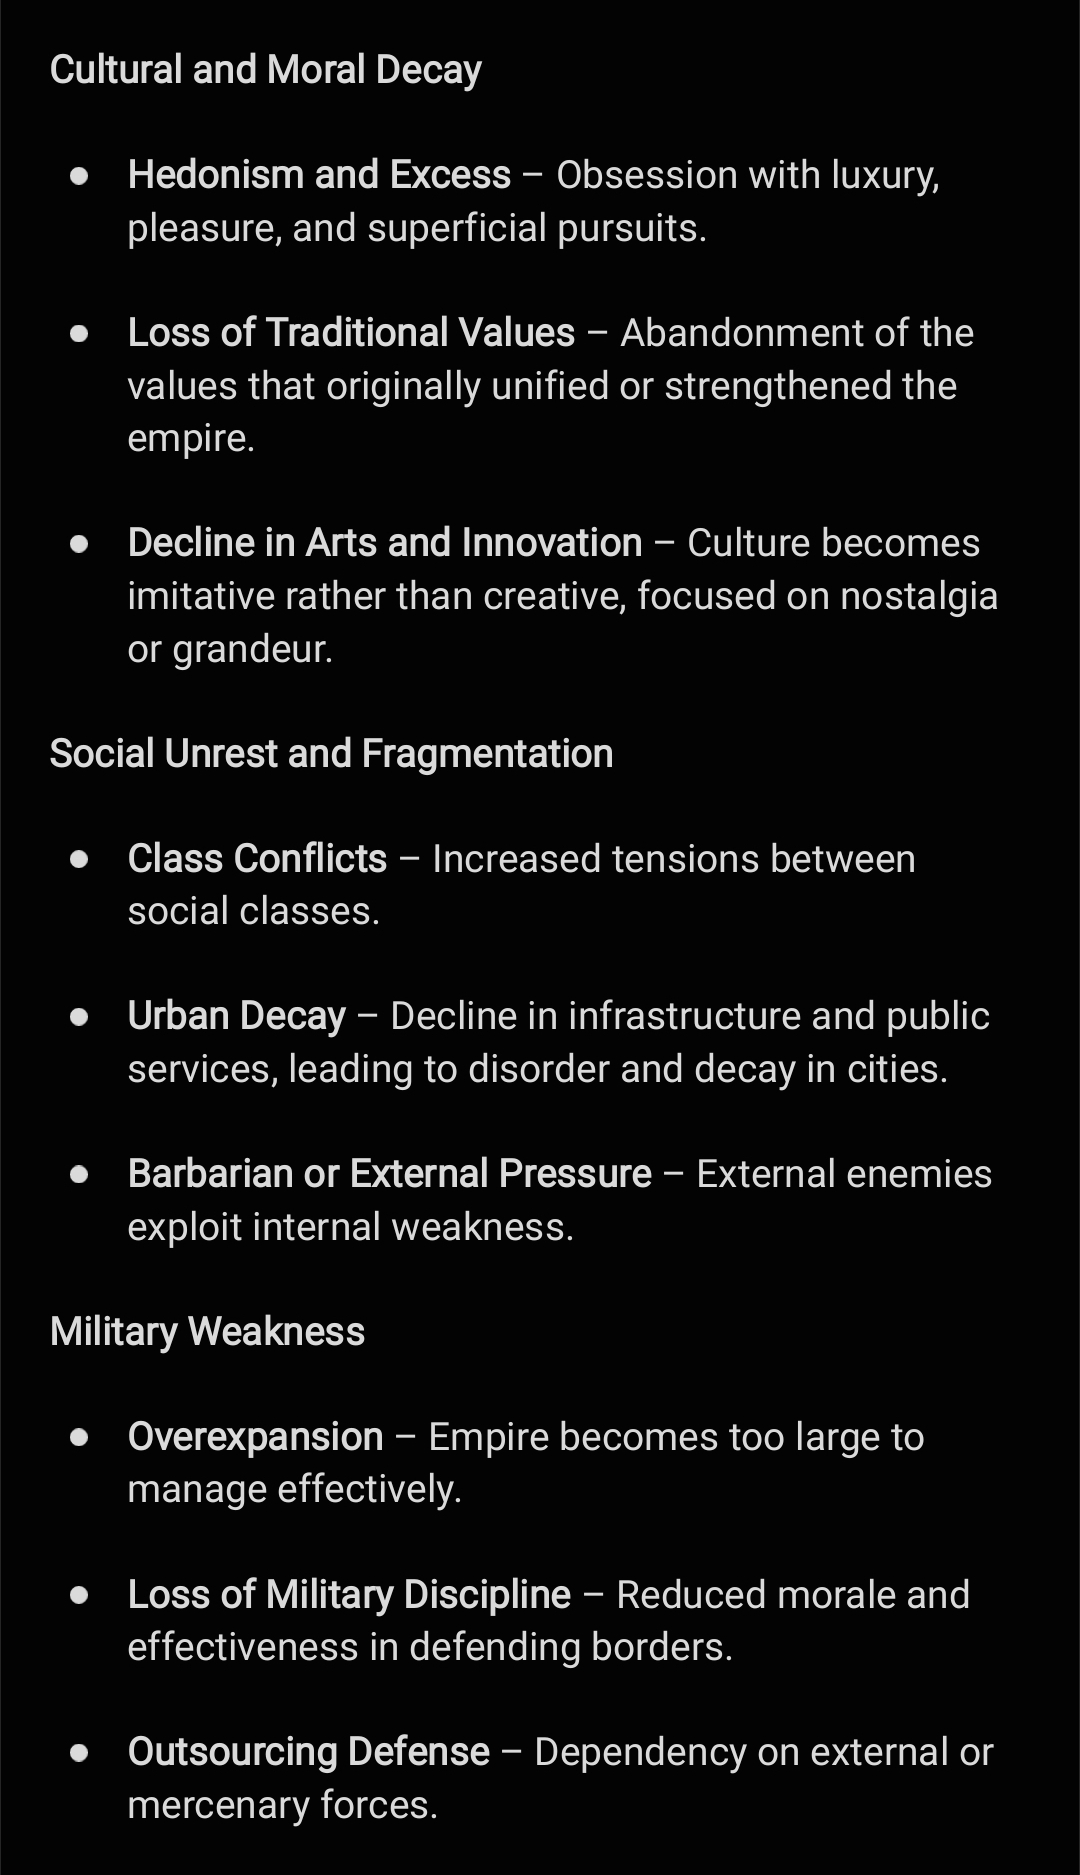 Cultural and Moral Decay
● Hedonism and Excess – Obsession with luxury,
pleasure, and superficial pursuits.
● Loss of Traditional Values – Abandonment of the
values that originally unified or strengthened the
empire.
● Decline in Arts and Innovation – Culture becomes
imitative rather than creative, focused on nostalgia
or grandeur.
Social Unrest and Fragmentation
● Class Conflicts – Increased tensions between
social classes.
● Urban Decay – Decline in infrastructure and public
services, leading to disorder and decay in cities.
● Barbarian or External Pressure – External enemies
exploit internal weakness.
Military Weakness
● Overexpansion – Empire becomes too large to
manage effectively.
● Loss of Military Discipline – Reduced morale and
effectiveness in defending borders.
● Outsourcing Defense – Dependency on external or
mercenary forces.